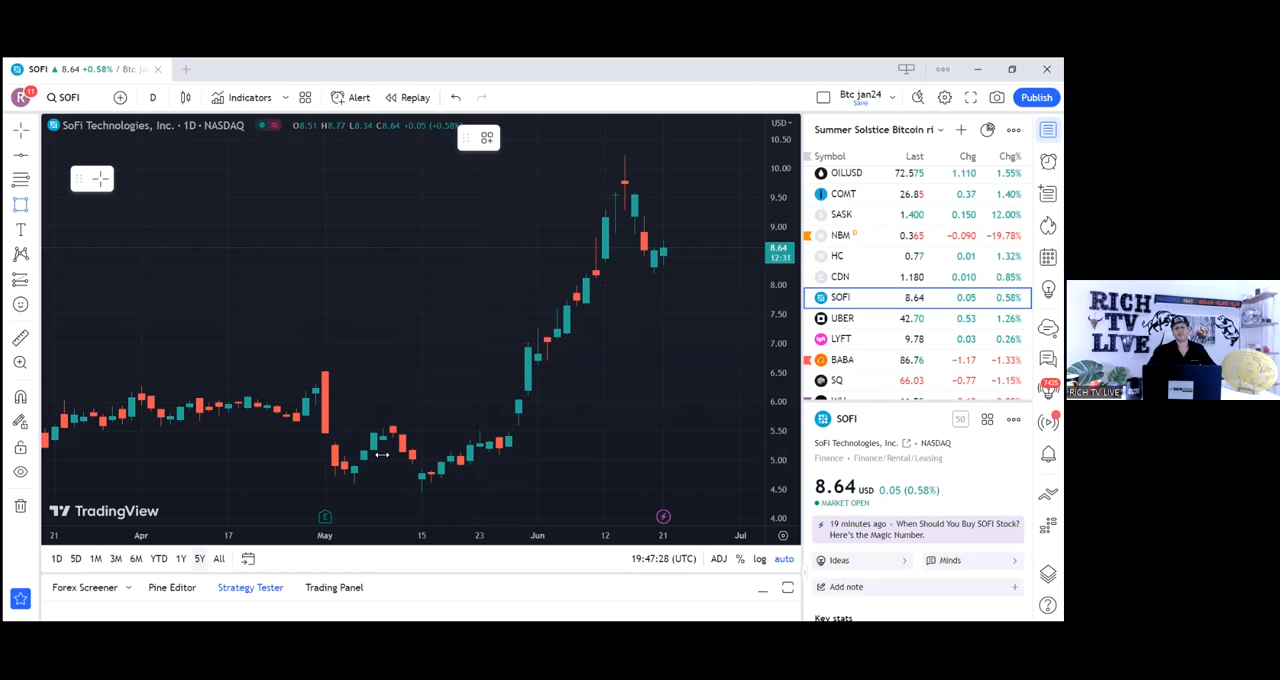 SOFI ▲ 8.64 +0.58% / Btc ja
R 11 SOFI D Indicators Alert Replay Btc jan24 Save Publish
SoFi Technologies, Inc. · 1D · NASDAQ O8.51 H8.77 L8.34 C8.64 +0.05 (+0.58%)
USD
10.50
10.00
9.50
9.00
8.64
12:31
8.00
7.50
7.00
6.50
6.00
5.50
5.00
4.50
4.00
E
TradingView
21 Apr 17 May 15 23 Jun 12 21 Jul
1D 5D 1M 3M 6M YTD 1Y 5Y All 19:47:28 (UTC) ADJ % log auto
Forex Screener Pine Editor Strategy Tester Trading Panel
Summer Solstice Bitcoin ri
Symbol Last Chg Chg%
OILUSD 72.575 1.110 1.55%
COMT 26.85 0.37 1.40%
SASK 1.400 0.150 12.00%
NBM D 0.365 −0.090 −19.78%
HC 0.77 0.01 1.32%
CDN 1.180 0.010 0.85%
SOFI 8.64 0.05 0.58%
UBER 42.70 0.53 1.26%
LYFT 9.78 0.03 0.26%
BABA 86.76 −1.17 −1.33%
SQ 66.03 −0.77 −1.15%
SOFI 50
SoFi Technologies, Inc. • NASDAQ
Finance • Finance/Rental/Leasing
8.64 USD 0.05 (0.58%)
MARKET OPEN
19 minutes ago • When Should You Buy SOFI Stock?
Here's the Magic Number.
Ideas Minds
Add note
Key stats
7435
RICH
TV
LIVE
RICH TV LIVE